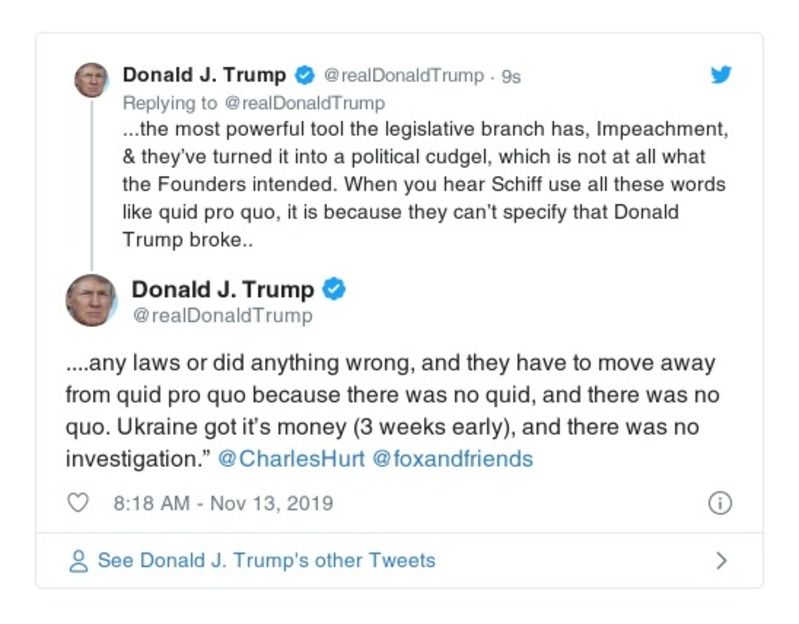 Donald J. Trump @realDonaldTrump · 9s
Replying to @realDonaldTrump
...the most powerful tool the legislative branch has, Impeachment,
& they’ve turned it into a political cudgel, which is not at all what
the Founders intended. When you hear Schiff use all these words
like quid pro quo, it is because they can’t specify that Donald
Trump broke..
Donald J. Trump
@realDonaldTrump
....any laws or did anything wrong, and they have to move away
from quid pro quo because there was no quid, and there was no
quo. Ukraine got it’s money (3 weeks early), and there was no
investigation.” @CharlesHurt @foxandfriends
8:18 AM - Nov 13, 2019
See Donald J. Trump's other Tweets